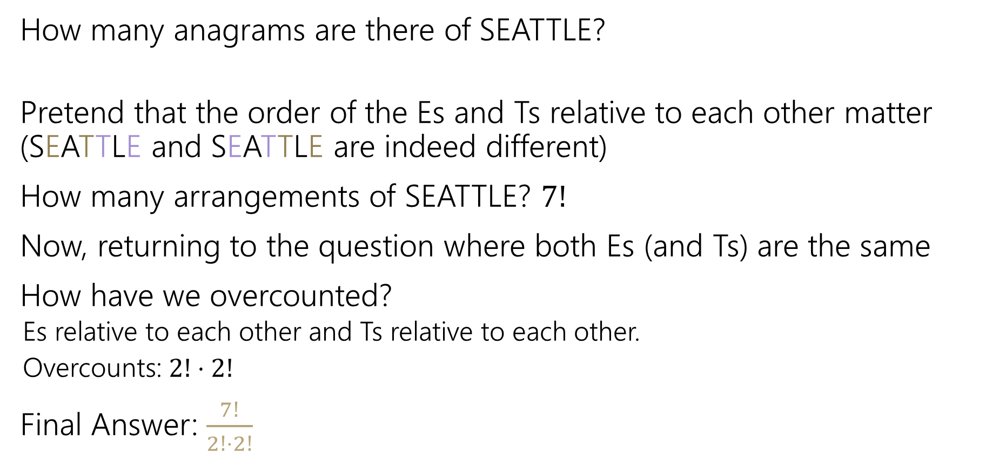 How many anagrams are there of SEATTLE?
Pretend that the order of the Es and Ts relative to each other matter
(SEATTLE and SEATTLE are indeed different)
How many arrangements of SEATTLE? 7!
Now, returning to the question where both Es (and Ts) are the same
How have we overcounted?
Es relative to each other and Ts relative to each other.
Overcounts: 2! · 2!
Final Answer: 7!
2!·2!